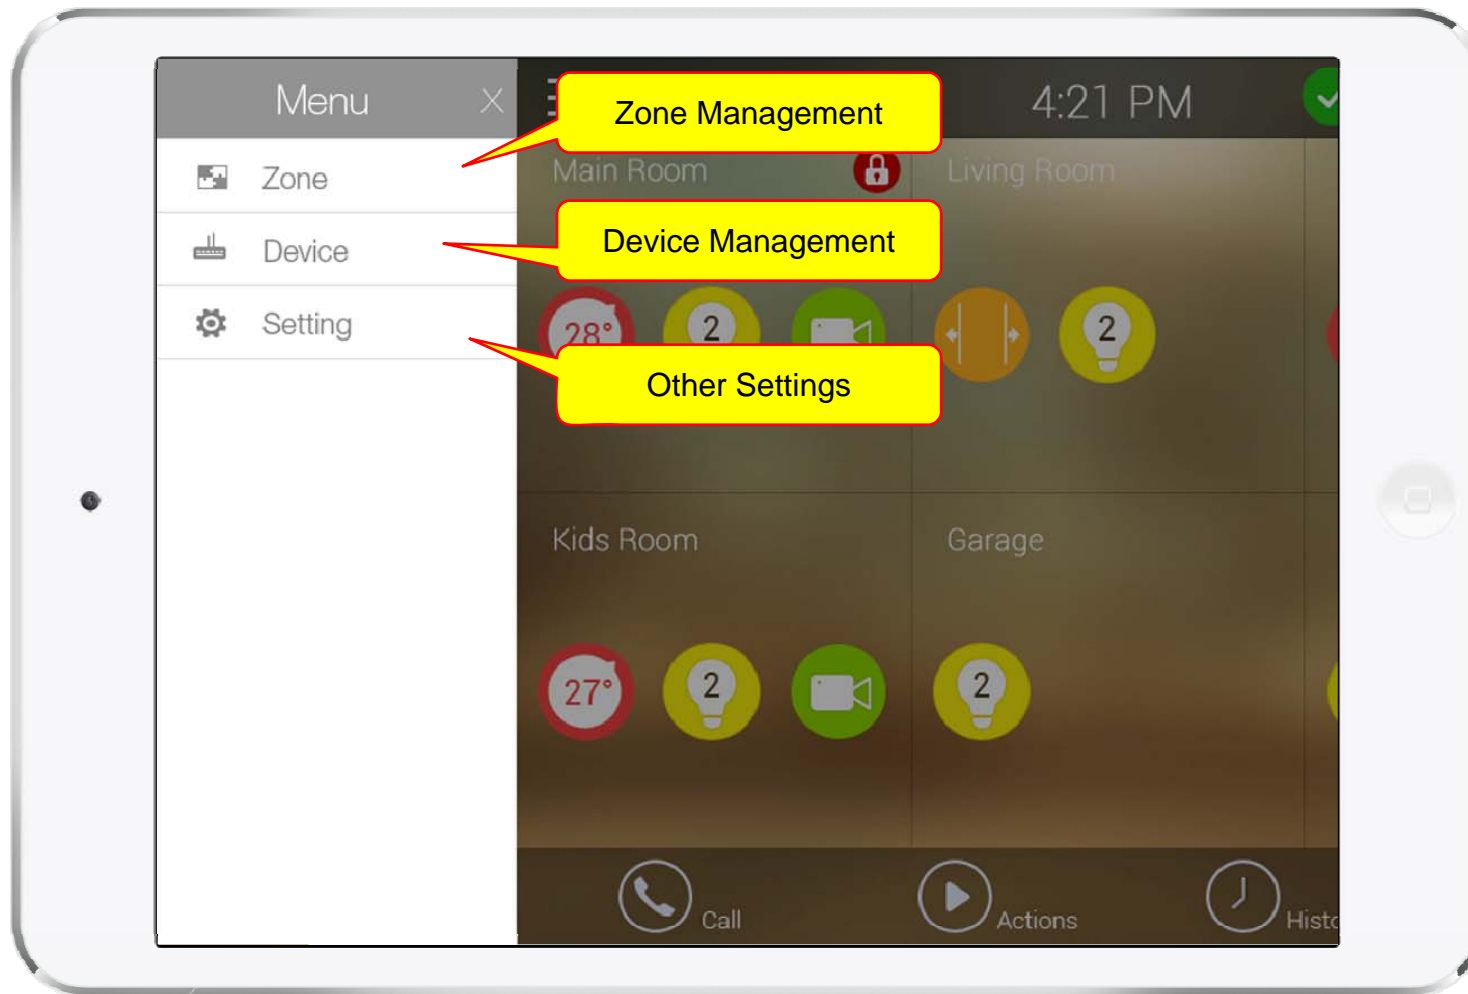 Menu X
Zone
Device
Setting
Zone Management
Device Management
Other Settings
4:21 PM
Main Room
Living Room
28°
2
2
Kids Room
Garage
27°
2
2
Call
Actions
Histo